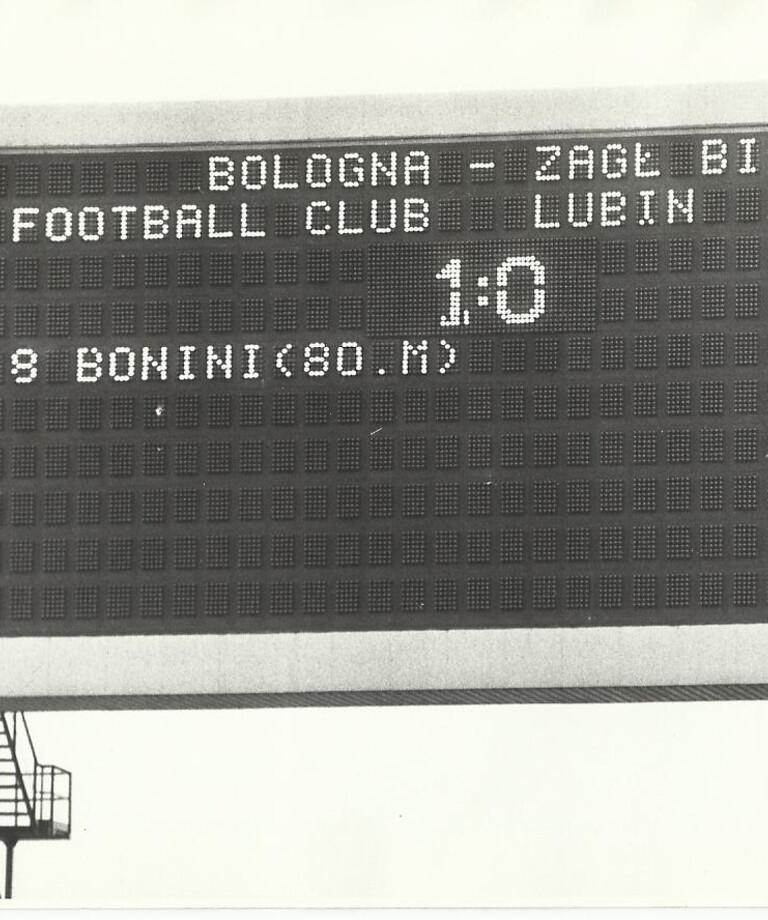 BOLOGNA - ZAGŁ BI
FOOTBALL CLUB LUBIN
1:0
8 BONINI(80.M)